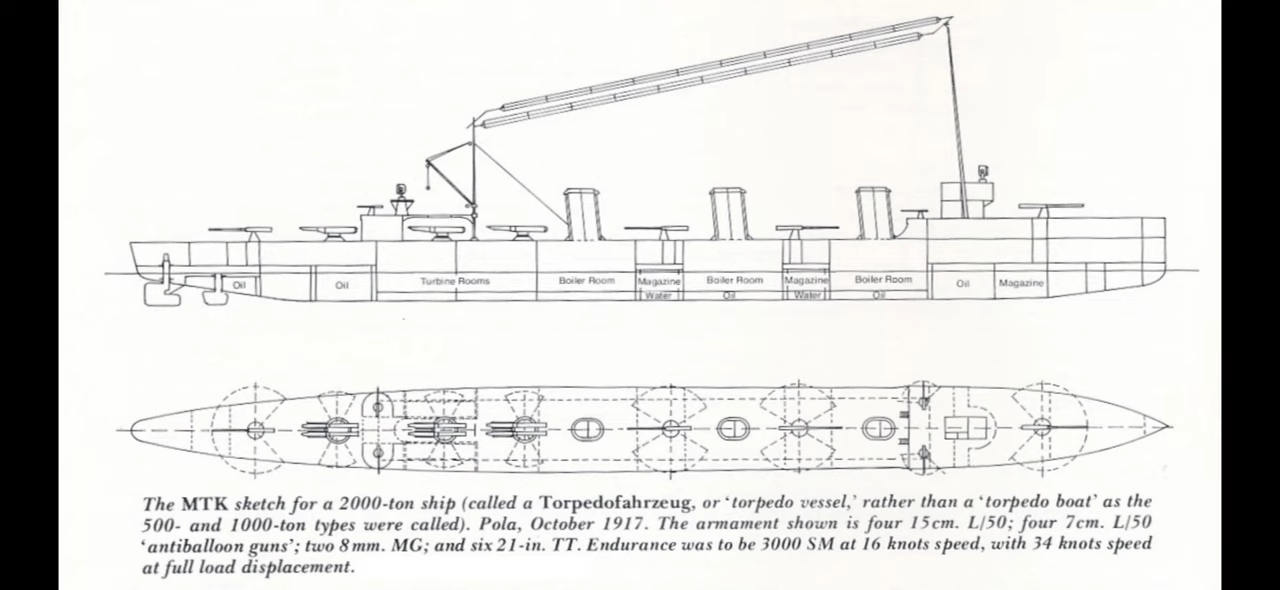 Oil
Oil
Turbine Rooms
Boiler Room
Magazine
Boiler Room
Magazine
Boiler Room
Oil
Magazine
Water
Oil
Water
Oil
The MTK sketch for a 2000-ton ship (called a Torpedofahrzeug, or ‘torpedo vessel,’ rather than a ‘torpedo boat’ as the
500- and 1000-ton types were called). Pola, October 1917. The armament shown is four 15cm. L/50; four 7cm. L/50
‘antiballoon guns’; two 8mm. MG; and six 21-in. TT. Endurance was to be 3000 SM at 16 knots speed, with 34 knots speed
at full load displacement.